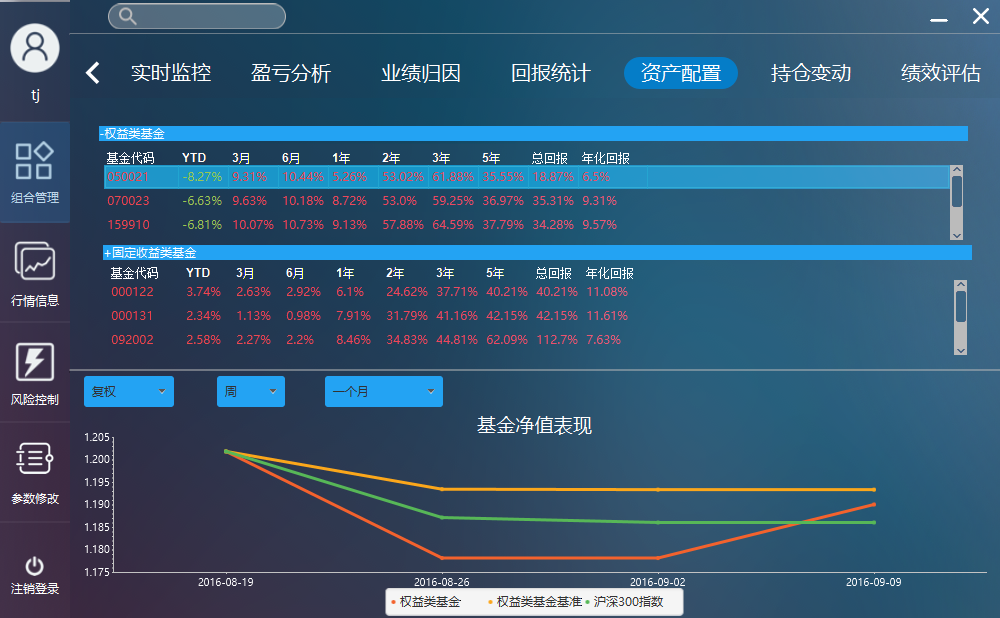 tj
组合管理
行情信息
风险控制
参数修改
注销登录
实时监控 盈亏分析 业绩归因 回报统计 资产配置 持仓变动 绩效评估
-权益类基金
基金代码 YTD 3月 6月 1年 2年 3年 5年 总回报 年化回报
050021 -8.27% 9.31% 10.44% 5.26% 53.02% 61.88% 35.55% 18.87% 6.5%
070023 -6.63% 9.63% 10.18% 8.72% 53.0% 59.25% 36.97% 35.31% 9.31%
159910 -6.81% 10.07% 10.73% 9.13% 57.88% 64.59% 37.79% 34.28% 9.57%
+固定收益类基金
基金代码 YTD 3月 6月 1年 2年 3年 5年 总回报 年化回报
000122 3.74% 2.63% 2.92% 6.1% 24.62% 37.71% 40.21% 40.21% 11.08%
000131 2.34% 1.13% 0.98% 7.91% 31.79% 41.16% 42.15% 42.15% 11.61%
092002 2.58% 2.27% 2.2% 8.46% 34.83% 44.81% 62.09% 112.7% 7.63%
复权 周 一个月
基金净值表现
1.205
1.200
1.195
1.190
1.185
1.180
1.175
2016-08-19 2016-08-26 2016-09-02 2016-09-09
权益类基金 权益类基金基准 沪深300指数